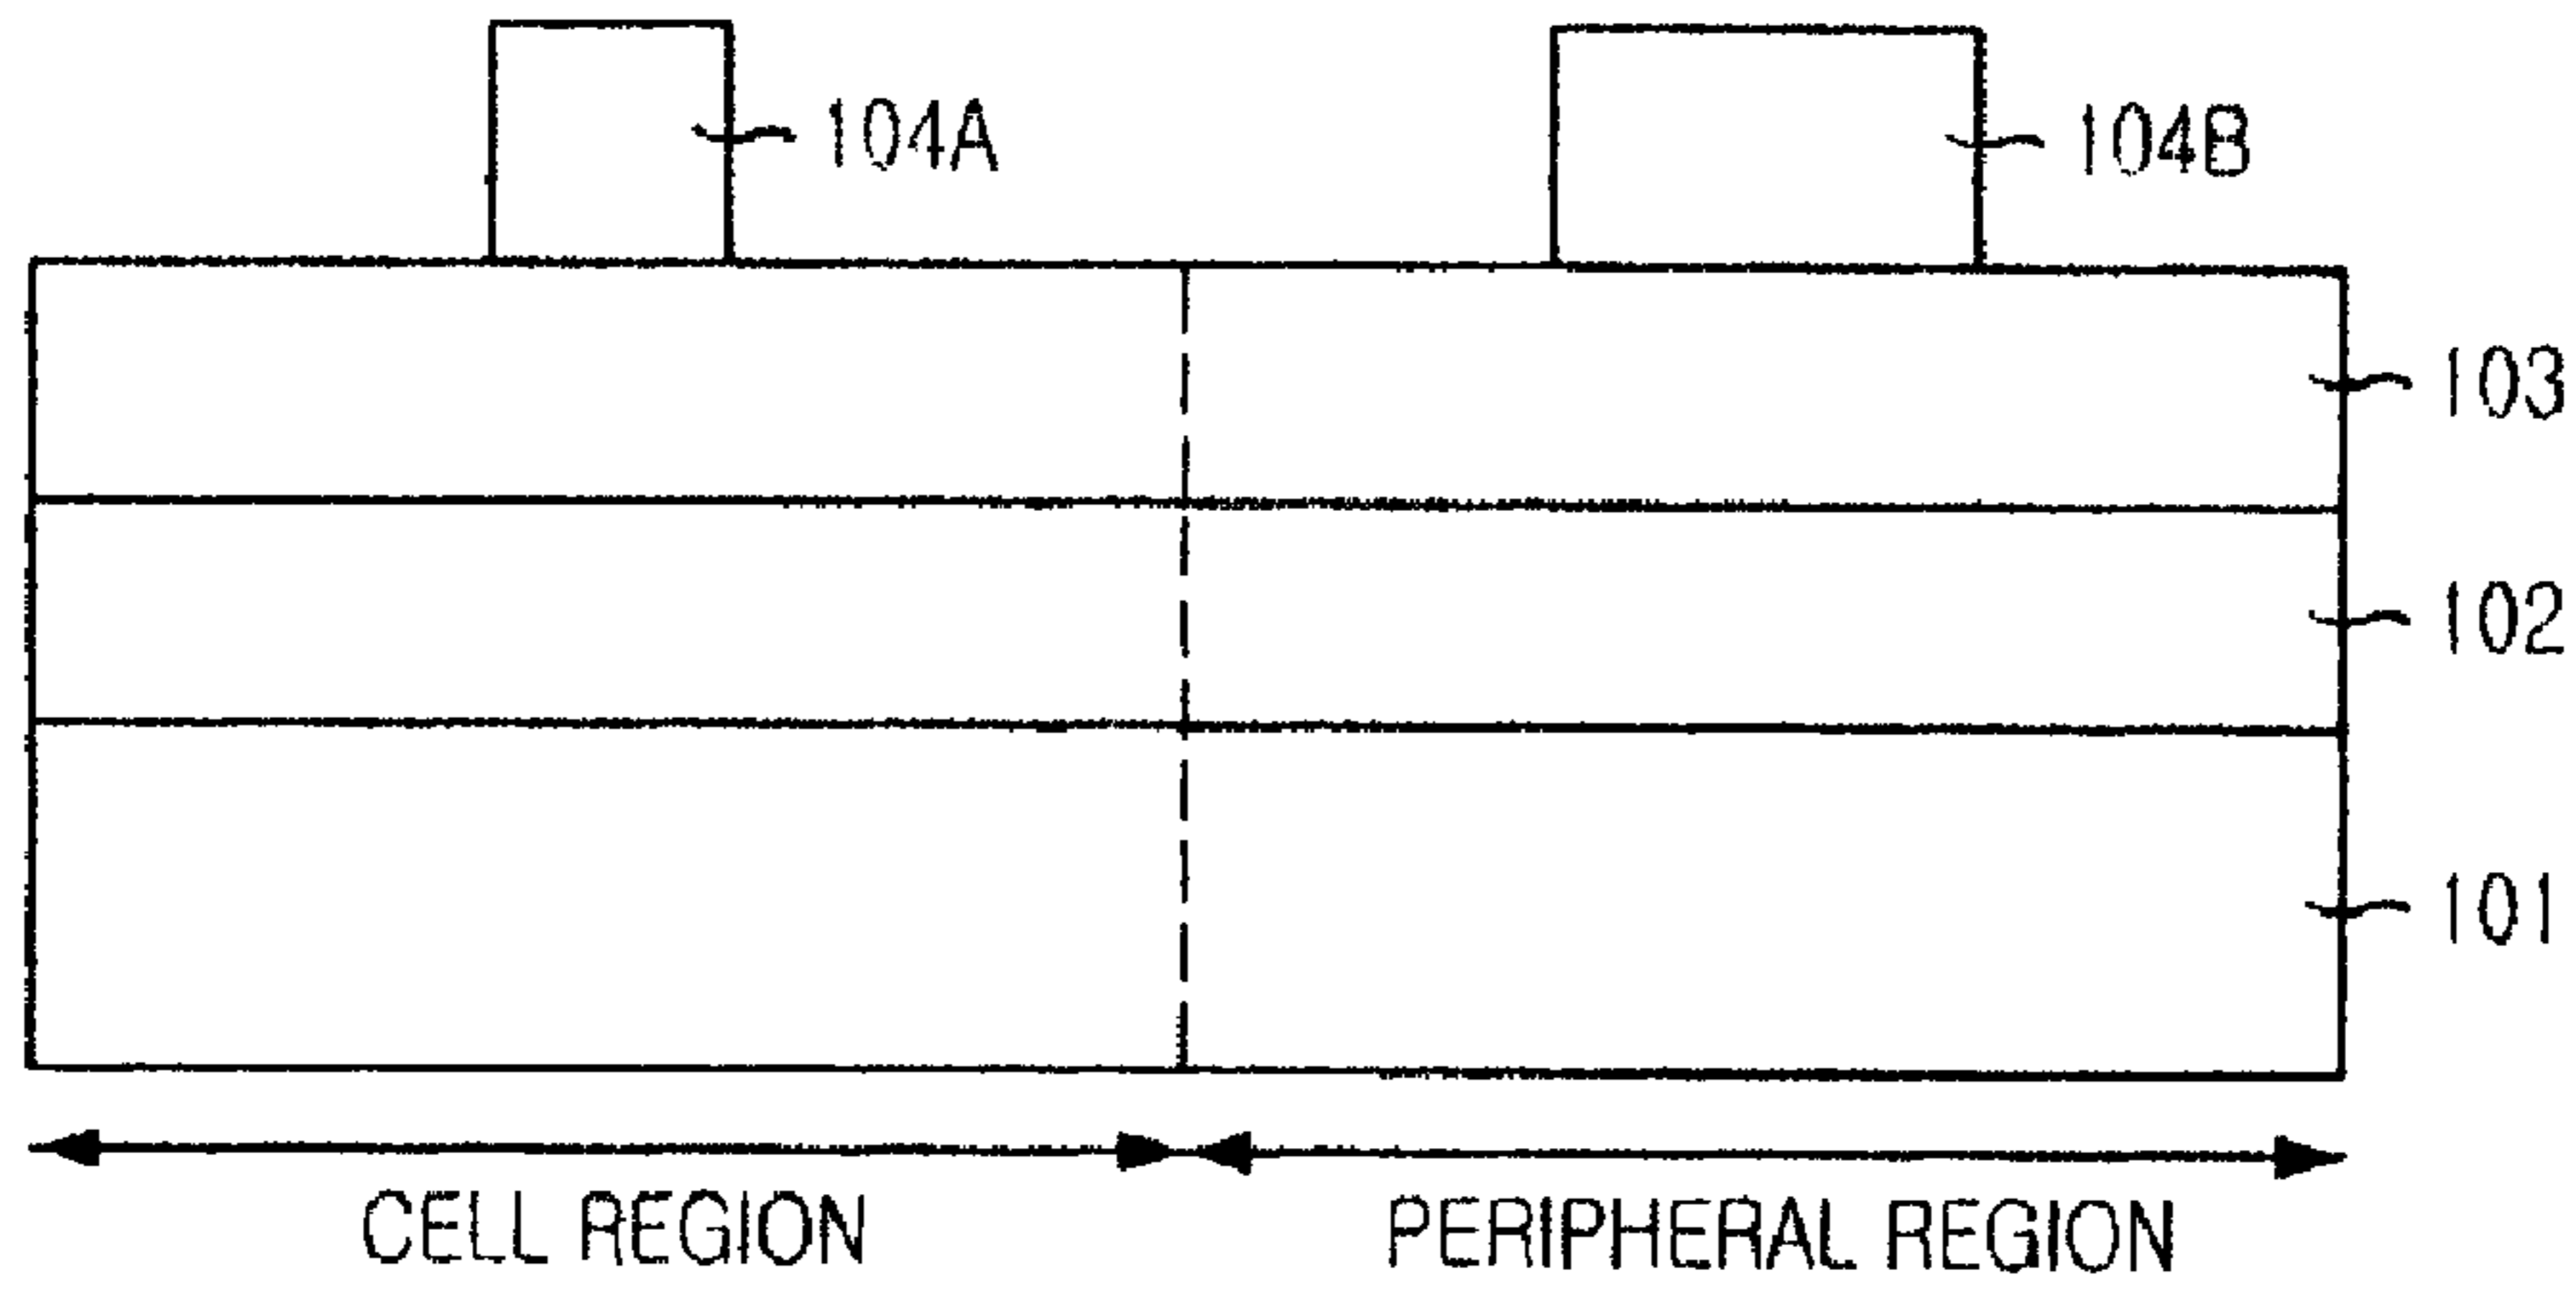 104A
104B
103
102
101
CELL REGION
PERIPHERAL REGION